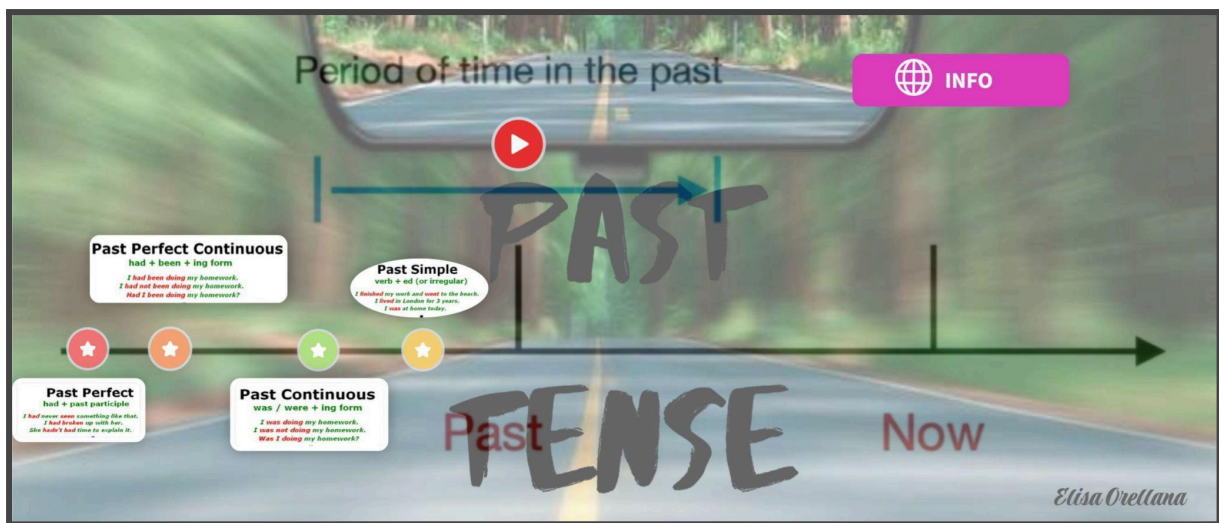 Period of time in the past
INFO
PAST
Past Perfect Continuous
had + been + ing form
I had been doing my homework.
I had not been doing my homework.
Had I been doing my homework?
Past Simple
verb + ed (or irregular)
I finished my work and went to the beach.
I lived in London for 3 years.
I was at home today.
Past Perfect
had + past participle
I had never seen something like that.
I had broken up with her.
She hadn't had time to explain it.
Past Continuous
was / were + ing form
I was doing my homework.
I was not doing my homework.
Was I doing my homework?
Past
Now
TENSE
Elisa Orellana